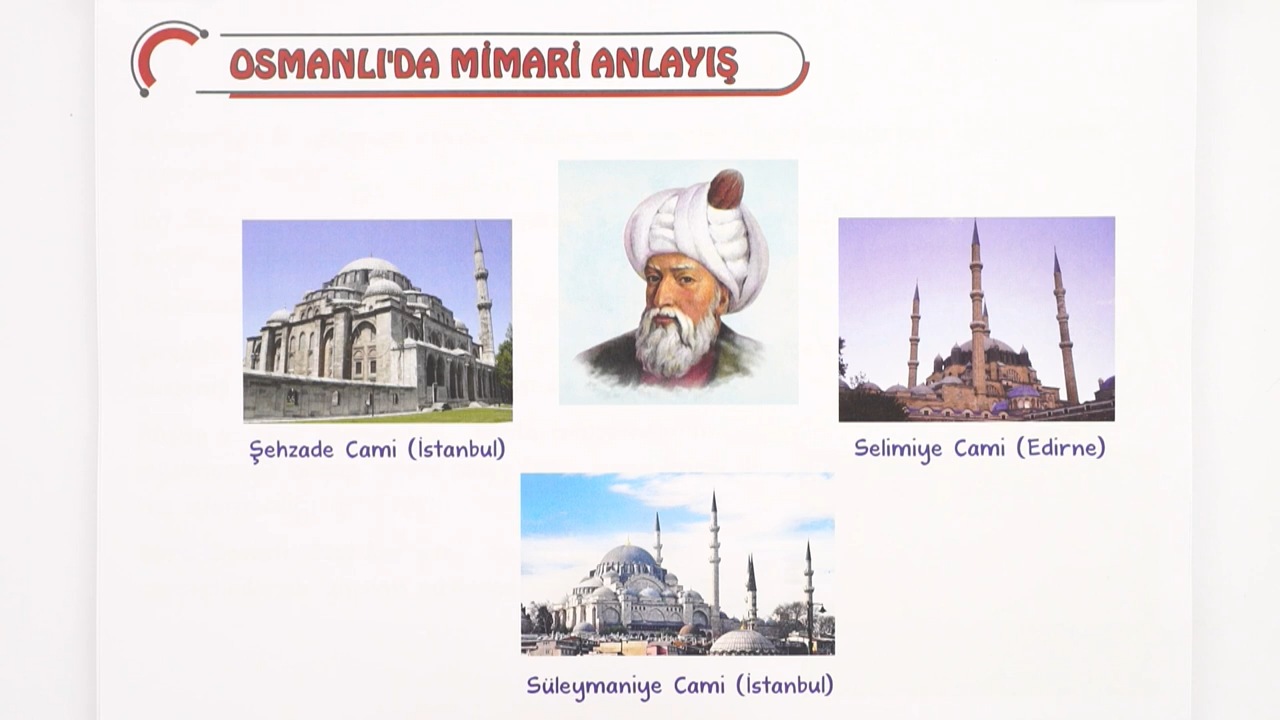 OSMANLI'DA MİMARİ ANLAYIŞ
Şehzade Cami (İstanbul)
Selimiye Cami (Edirne)
Süleymaniye Cami (İstanbul)